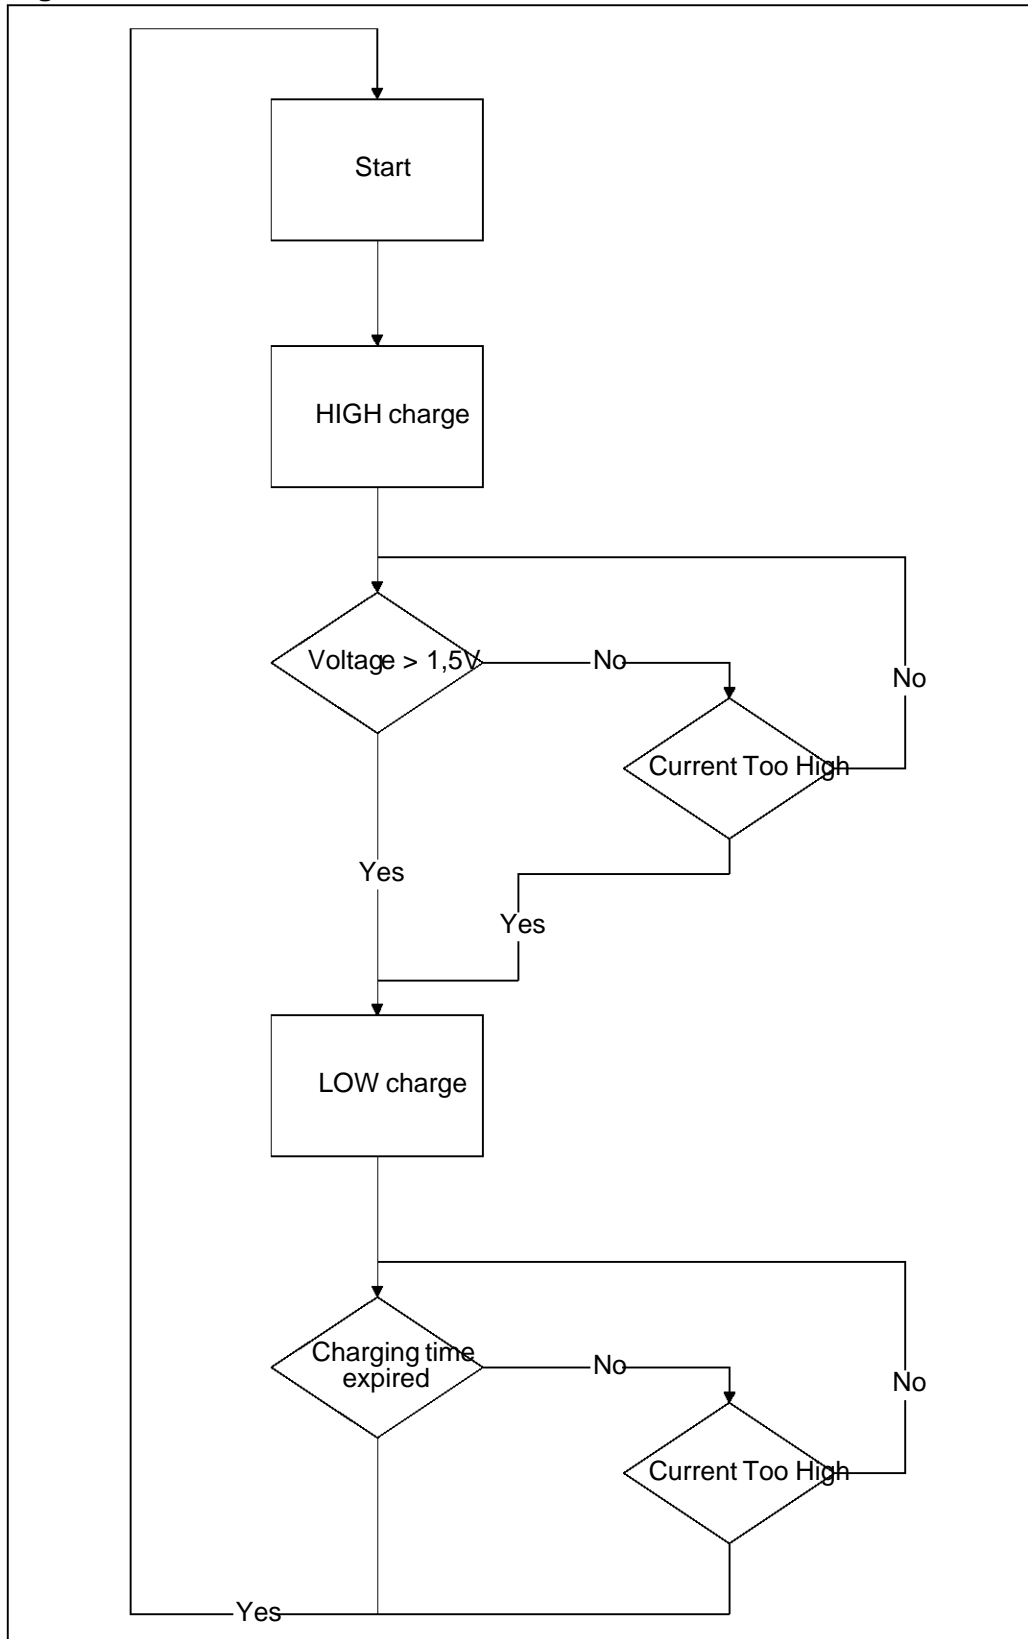 Start
HIGH charge
Voltage > 1,5V
No
No
Current Too High
Yes
Yes
LOW charge
Charging time
expired
No
No
Current Too High
Yes